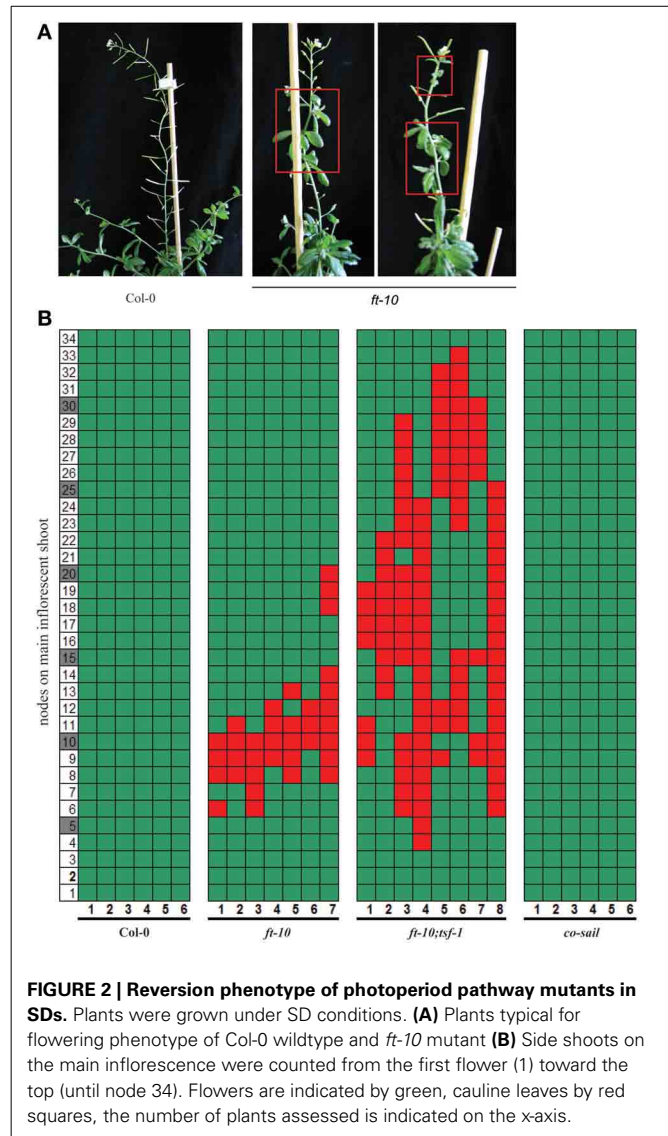 A
Col-0
ft-10
B
nodes on main inflorescent shoot
34
33
32
31
30
29
28
27
26
25
24
23
22
21
20
19
18
17
16
15
14
13
12
11
10
9
8
7
6
5
4
3
2
1
1 2 3 4 5 6 1 2 3 4 5 6 7 1 2 3 4 5 6 7 8 1 2 3 4 5 6
Col-0 ft-10 ft-10;tsf-1 co-sail
FIGURE 2 | Reversion phenotype of photoperiod pathway mutants in
SDs. Plants were grown under SD conditions. (A) Plants typical for
flowering phenotype of Col-0 wildtype and ft-10 mutant (B) Side shoots on
the main inflorescence were counted from the first flower (1) toward the
top (until node 34). Flowers are indicated by green, cauline leaves by red
squares, the number of plants assessed is indicated on the x-axis.